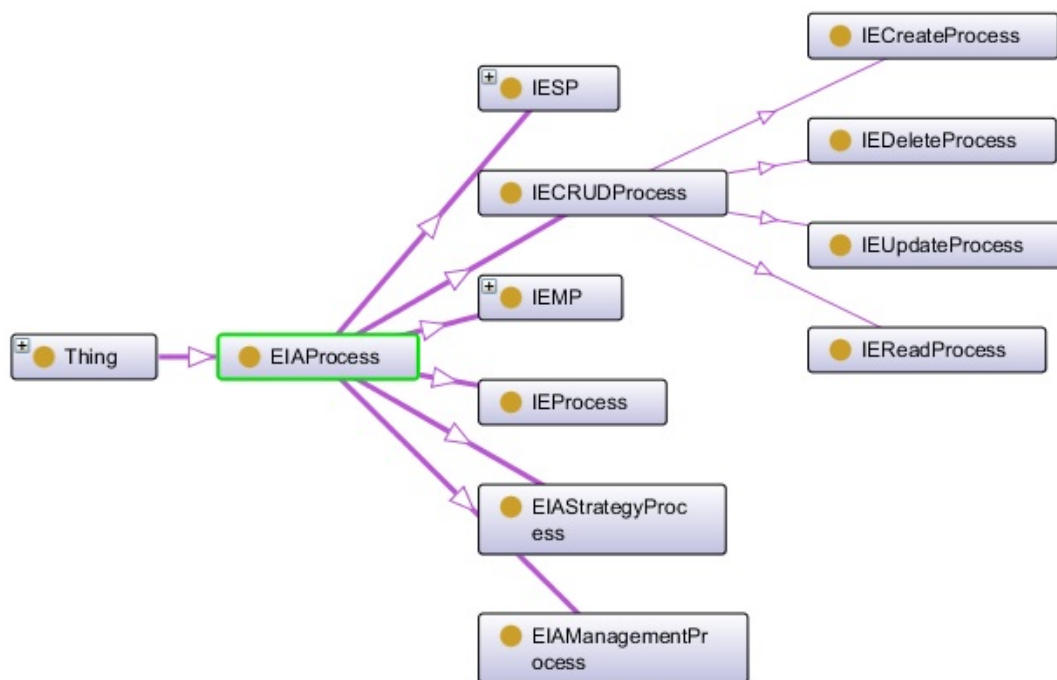 IECreateProcess
IESP
IEDeleteProcess
IECRUDProcess
IEUpdateProcess
IEMP
Thing
EIAProcess
IEReadProcess
IEProcess
EIAStrategyProc
ess
EIAManagementPr
ocess